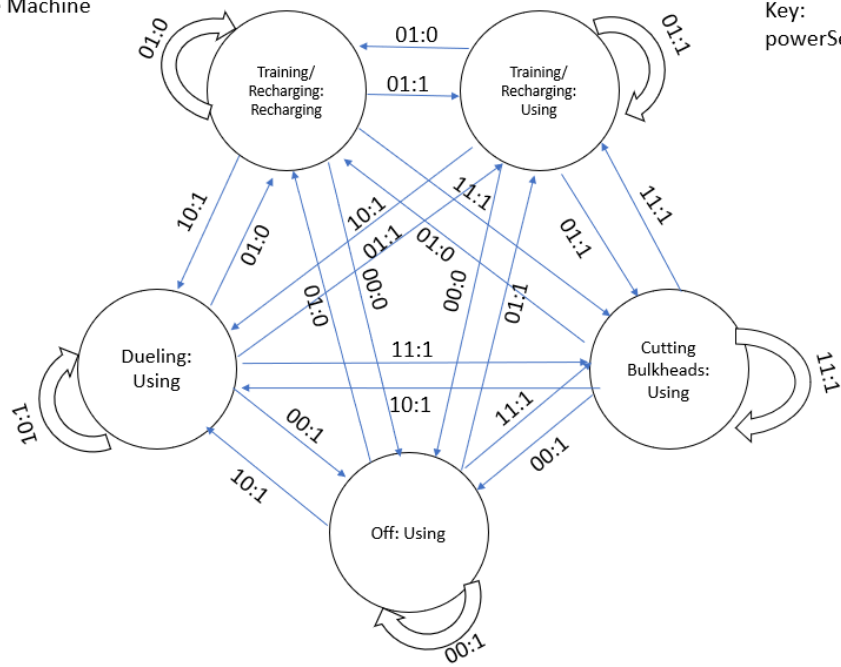 Machine
Key:
powerSe
01:0
01:0
01:1
01:1
Training/
Recharging:
Recharging
Training/
Recharging:
Using
10:1
01:0
10:1
01:1
11:1
01:0
01:1
11:1
01:0
00:0
00:0
01:1
Dueling:
Using
11:1
10:1
Cutting
Bulkheads:
Using
11:1
10:1
00:1
10:1
11:1
00:1
Off: Using
00:1